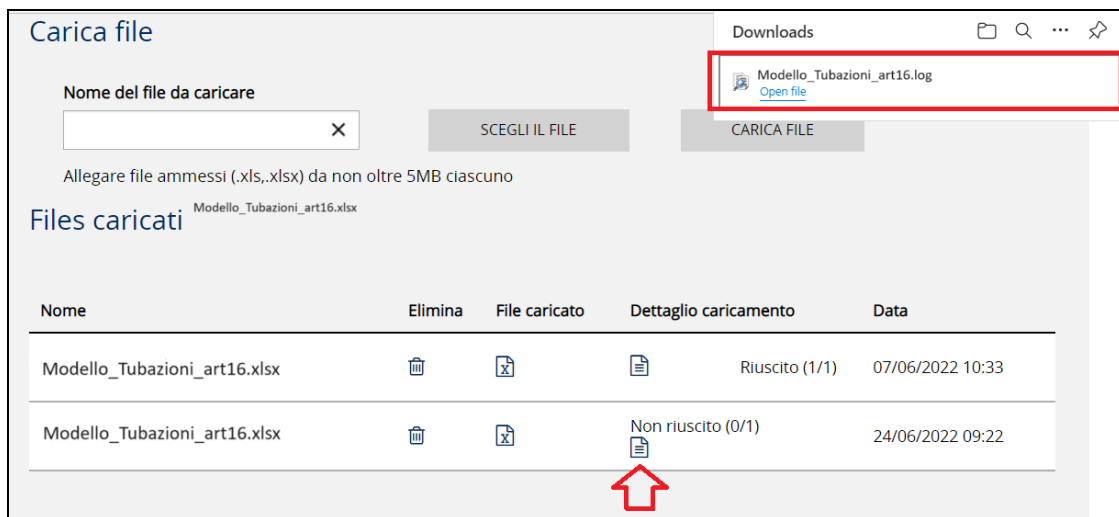 Carica file
Downloads
Modello_Tubazioni_art16.log
Open file
Nome del file da caricare
SCEGLI IL FILE
CARICA FILE
Allegare file ammessi (.xls,.xlsx) da non oltre 5MB ciascuno
Files caricati Modello_Tubazioni_art16.xlsx
Nome Elimina File caricato Dettaglio caricamento Data
Modello_Tubazioni_art16.xlsx Riuscito (1/1) 07/06/2022 10:33
Modello_Tubazioni_art16.xlsx Non riuscito (0/1) 24/06/2022 09:22